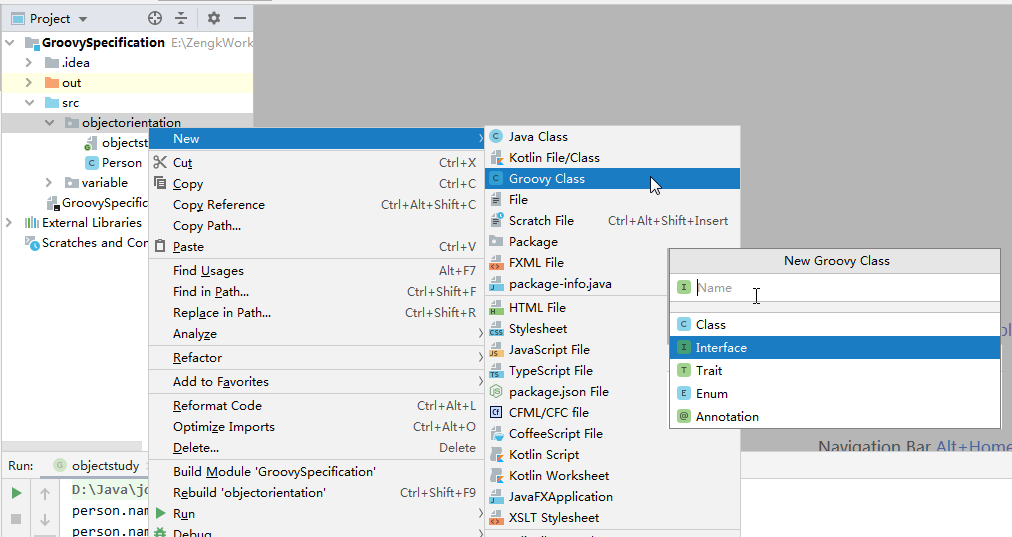 Project
GroovySpecification E:\ZengkWork
.idea
out
src
objectorientation
objectst
Person
variable
GroovySpecific
External Libraries
Scratches and Con
New
Cut Ctrl+X
Copy Ctrl+C
Copy Reference Ctrl+Alt+Shift+C
Copy Path...
Paste Ctrl+V
Find Usages Alt+F7
Find in Path... Ctrl+Shift+F
Replace in Path... Ctrl+Shift+R
Analyze
Refactor
Add to Favorites
Reformat Code Ctrl+Alt+L
Optimize Imports Ctrl+Alt+O
Delete... Delete
Build Module 'GroovySpecification'
Rebuild 'objectorientation' Ctrl+Shift+F9
Run
Debug
Java Class
Kotlin File/Class
Groovy Class
File
Scratch File Ctrl+Alt+Shift+Insert
Package
FXML File
package-info.java
HTML File
Stylesheet
JavaScript File
TypeScript File
package.json File
CFML/CFC file
CoffeeScript File
Kotlin Script
Kotlin Worksheet
JavaFXApplication
XSLT Stylesheet
New Groovy Class
Name
Class
Interface
Trait
Enum
Annotation
Navigation Bar Alt+Home
Run: objectstudy
D:\Java\jd
person.nam
person.nam